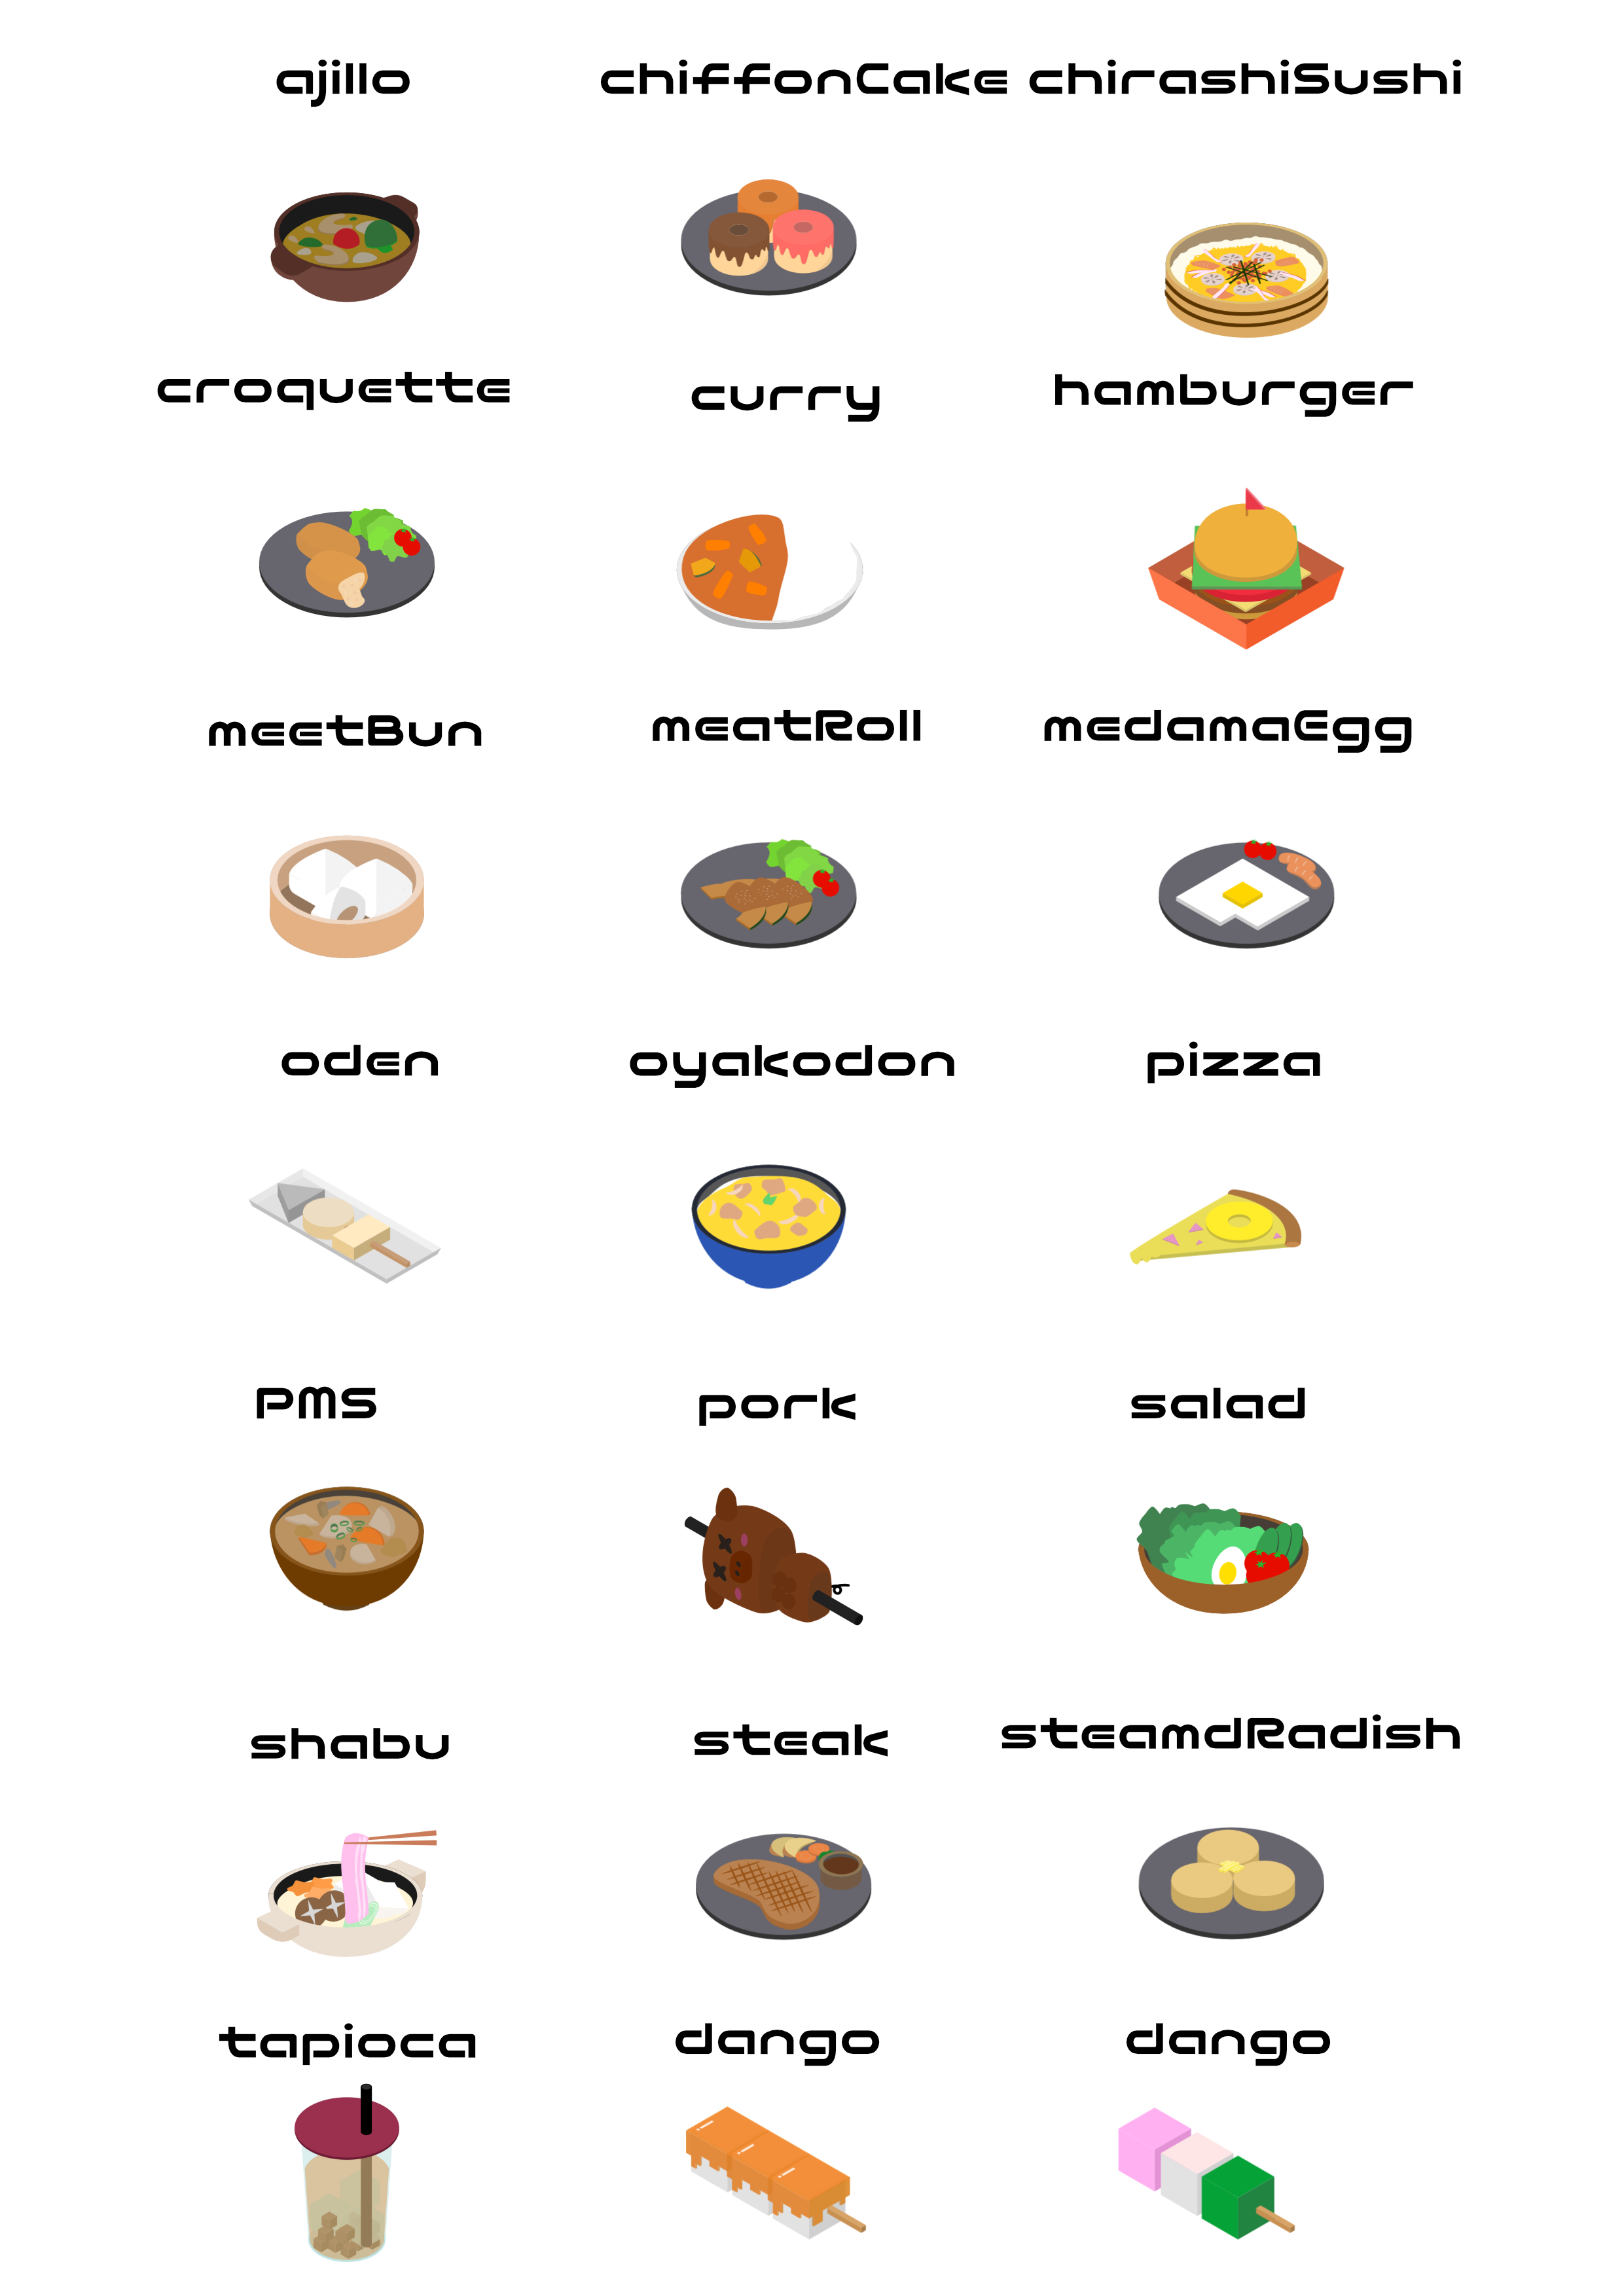 ajillo
chiffonCake
chirashiSushi
croquette
curry
hamburger
meetBun
meatRoll
medamaEgg
oden
oyakodon
pizza
PMS
pork
salad
shabu
steak
steamdRadish
tapioca
dango
dango